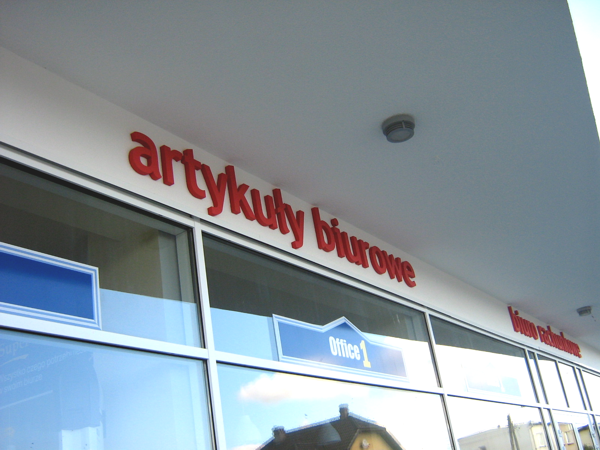 artykuły biurowe
biuro rachunkowe
Office 1